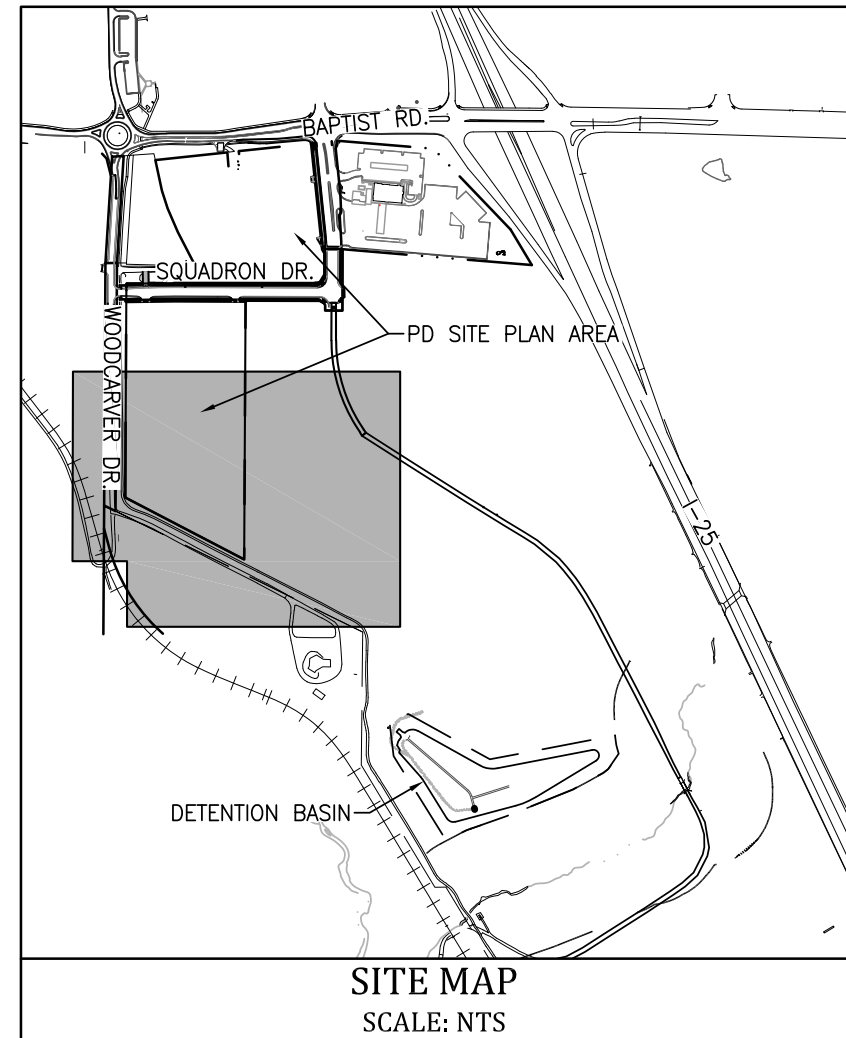 BAPTIST RD.
SQUADRON DR.
WOODCARVER DR.
PD SITE PLAN AREA
I-25
DETENTION BASIN
SITE MAP
SCALE: NTS